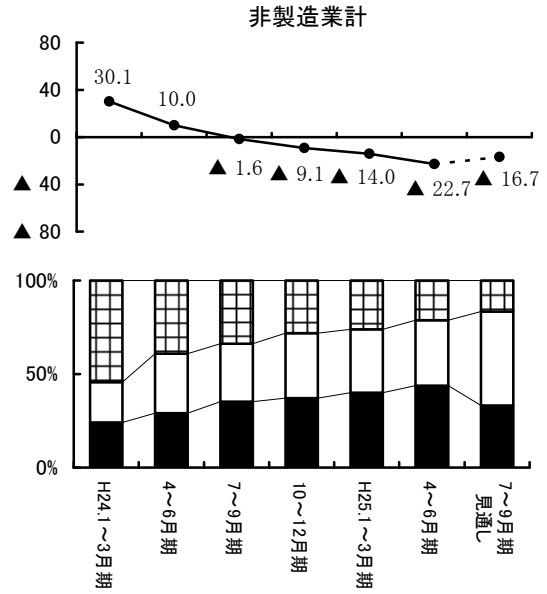 非製造業計
80
40
0
▲ 40
▲ 80
30.1
10.0
▲ 1.6
▲ 9.1
▲ 14.0
▲ 22.7
▲ 16.7
100%
50%
0%
H24.1～3月期
4～6月期
7～9月期
10～12月期
H25.1～3月期
4～6月期
7～9月期
見通し